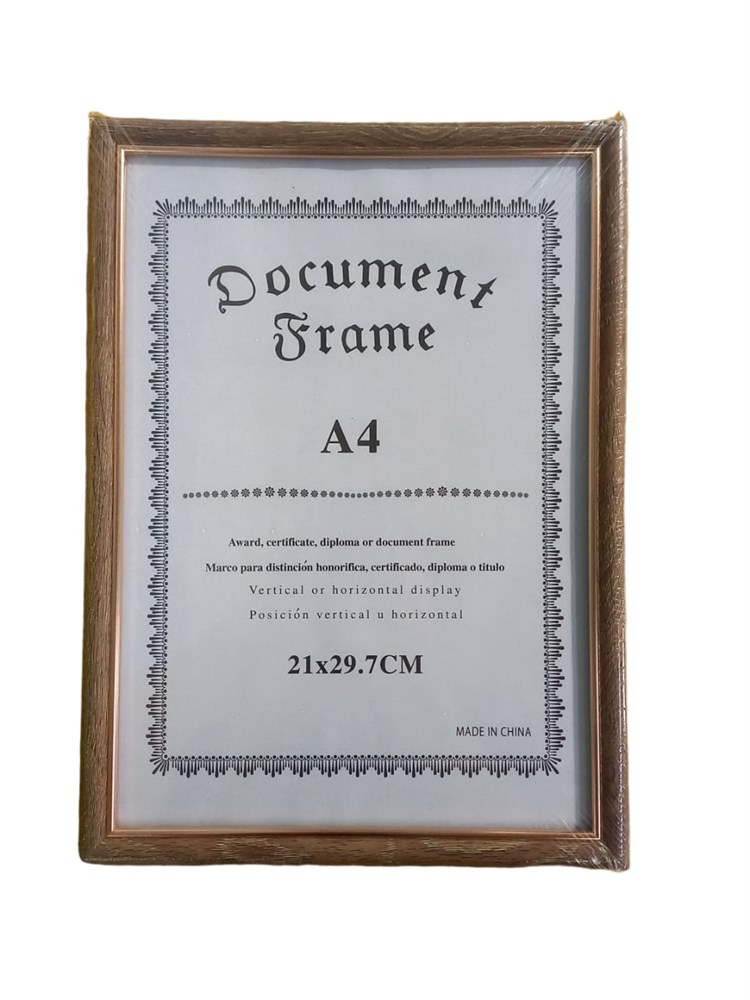 Document
Frame
A4
Award, certificate, diploma or document frame
Marco para distinción honorifica, certificado, diploma o titulo
Vertical or horizontal display
Posición vertical u horizontal
21x29.7CM
MADE IN CHINA